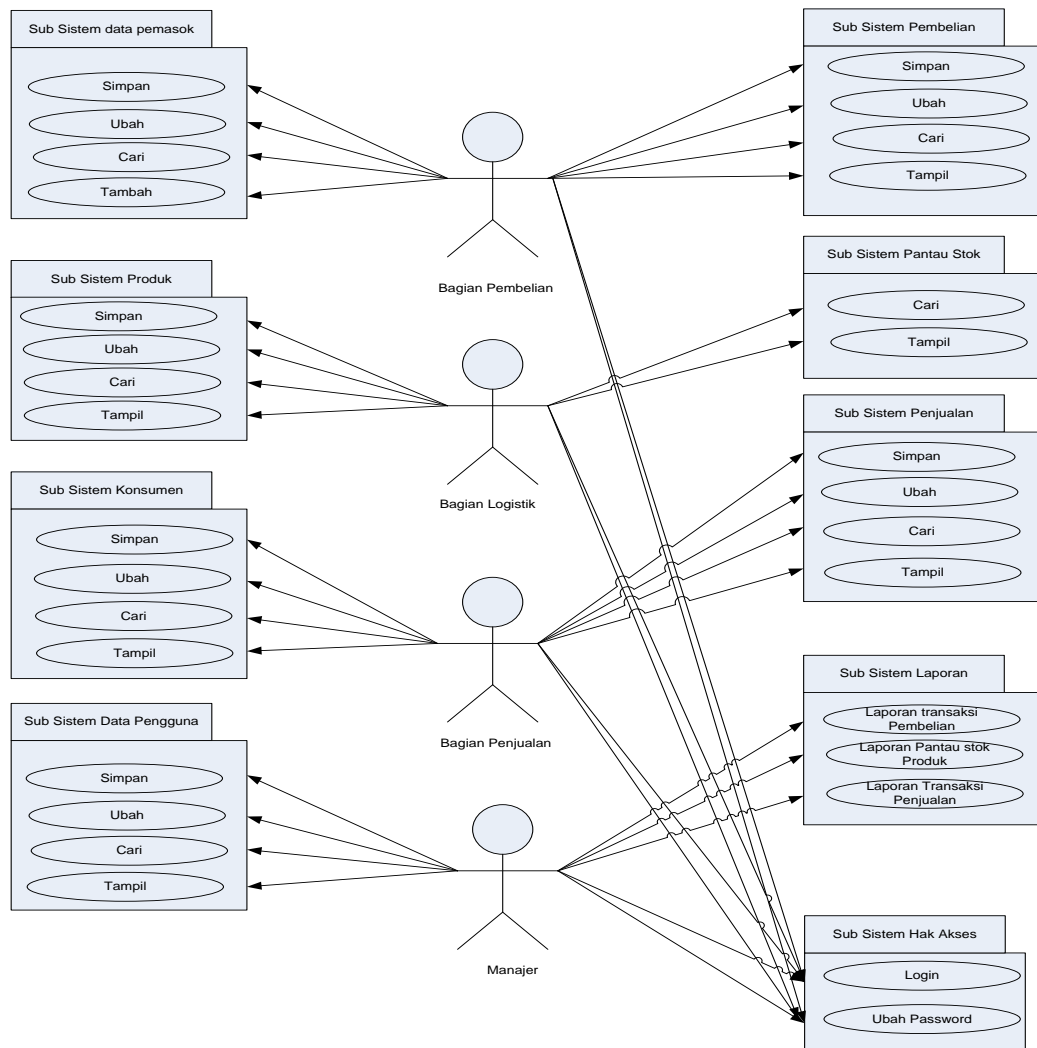 Sub Sistem data pemasok
Simpan
Ubah
Cari
Tambah
Sub Sistem Produk
Simpan
Ubah
Cari
Tampil
Sub Sistem Konsumen
Simpan
Ubah
Cari
Tampil
Sub Sistem Data Pengguna
Simpan
Ubah
Cari
Tampil
Bagian Pembelian
Bagian Logistik
Bagian Penjualan
Manajer
Sub Sistem Pembelian
Simpan
Ubah
Cari
Tampil
Sub Sistem Pantau Stok
Cari
Tampil
Sub Sistem Penjualan
Simpan
Ubah
Cari
Tampil
Sub Sistem Laporan
Laporan transaksi
Pembelian
Laporan Pantau stok
Produk
Laporan Transaksi
Penjualan
Sub Sistem Hak Akses
Login
Ubah Password